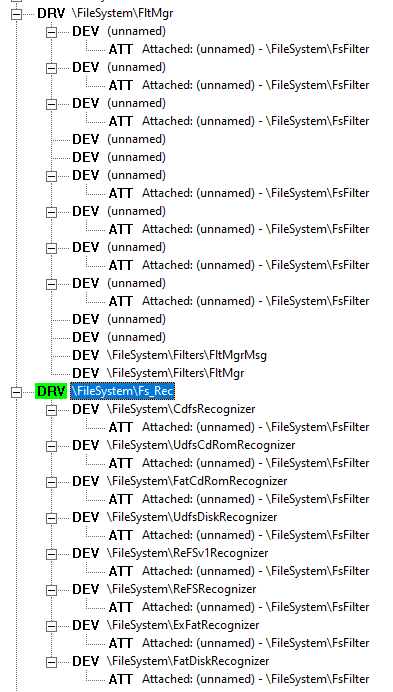 DRV \FileSystem\FltMgr
DEV (unnamed)
ATT Attached: (unnamed) - \FileSystem\FsFilter
DEV (unnamed)
ATT Attached: (unnamed) - \FileSystem\FsFilter
DEV (unnamed)
ATT Attached: (unnamed) - \FileSystem\FsFilter
DEV (unnamed)
DEV (unnamed)
DEV (unnamed)
ATT Attached: (unnamed) - \FileSystem\FsFilter
DEV (unnamed)
ATT Attached: (unnamed) - \FileSystem\FsFilter
DEV (unnamed)
ATT Attached: (unnamed) - \FileSystem\FsFilter
DEV (unnamed)
ATT Attached: (unnamed) - \FileSystem\FsFilter
DEV (unnamed)
DEV (unnamed)
DEV \FileSystem\Filters\FltMgrMsg
DEV \FileSystem\Filters\FltMgr
DRV \FileSystem\Fs_Rec
DEV \FileSystem\CdfsRecognizer
ATT Attached: (unnamed) - \FileSystem\FsFilter
DEV \FileSystem\UdfsCdRomRecognizer
ATT Attached: (unnamed) - \FileSystem\FsFilter
DEV \FileSystem\FatCdRomRecognizer
ATT Attached: (unnamed) - \FileSystem\FsFilter
DEV \FileSystem\UdfsDiskRecognizer
ATT Attached: (unnamed) - \FileSystem\FsFilter
DEV \FileSystem\ReFSv1Recognizer
ATT Attached: (unnamed) - \FileSystem\FsFilter
DEV \FileSystem\ReFSRecognizer
ATT Attached: (unnamed) - \FileSystem\FsFilter
DEV \FileSystem\ExFatRecognizer
ATT Attached: (unnamed) - \FileSystem\FsFilter
DEV \FileSystem\FatDiskRecognizer
ATT Attached: (unnamed) - \FileSystem\FsFilter